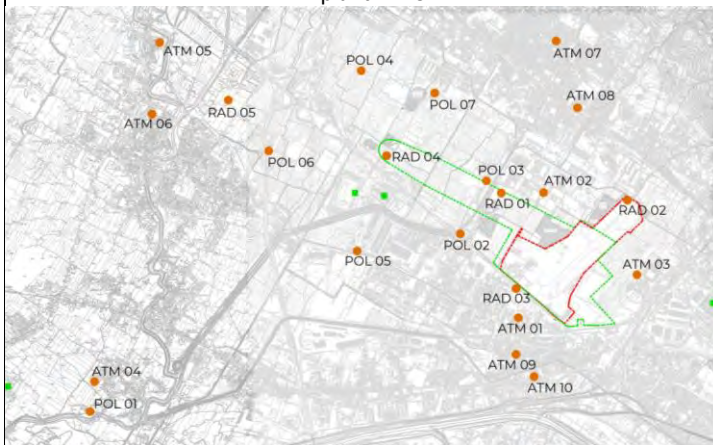 ATM 05
POL 04
ATM 07
RAD 05
POL 07
ATM 08
ATM 06
POL 06
RAD 04
POL 03
ATM 02
RAD 01
RAD 02
POL 02
POL 05
ATM 03
RAD 03
ATM 01
ATM 09
ATM 04
ATM 10
POL 01